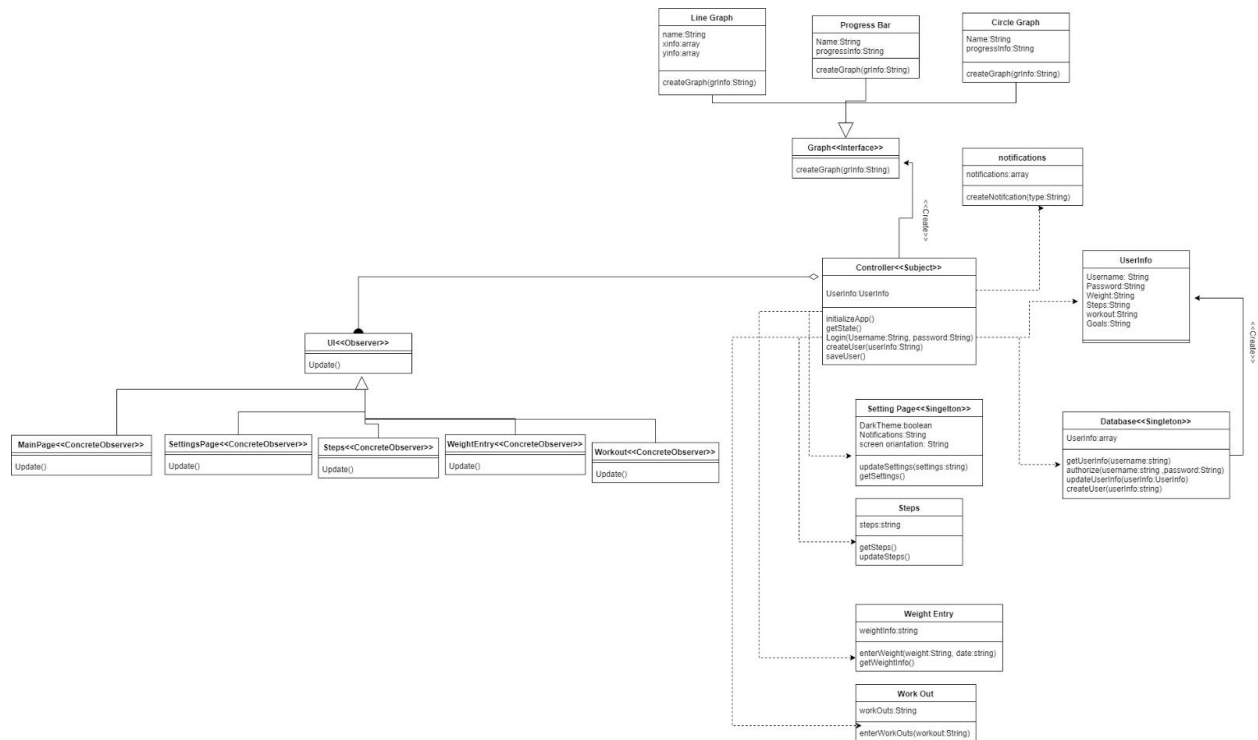 Line Graph
name:String
xinfo:array
yinfo:array
createGraph(grInfo:String)
Progress Bar
Name:String
progressInfo:String
createGraph(grInfo:String)
Circle Graph
Name:String
progressInfo:String
createGraph(grInfo:String)
Graph<<Interface>>
createGraph(grInfo:String)
notifications
notifications:array
createNotifcation(type:String)
<<Create>>
Controller<<Subject>>
UserInfo:UserInfo
initializeApp()
getState()
Login(Username:String, password:String)
createUser(userInfo:String)
saveUser()
UserInfo
Username: String
Password:String
Weight:String
Steps:String
workout:String
Goals:String
<<Create>>
UI<<Observer>>
Update()
MainPage<<ConcreteObserver>>
Update()
SettingsPage<<ConcreteObserver>>
Update()
Steps<<ConcreteObserver>>
Update()
WeightEntry<<ConcreteObserver>>
Update()
Workout<<ConcreteObserver>>
Update()
Setting Page<<Singelton>>
DarkTheme:boolean
Notifications:String
screen oriantation: String
updateSettings(settings:string)
getSettings()
Database<<Singleton>>
UserInfo:array
getUserInfo(username:string)
authorize(username:string ,password:String)
updateUserInfo(userInfo:UserInfo)
createUser(userInfo:string)
Steps
steps:string
getSteps()
updateSteps()
Weight Entry
weightInfo:string
enterWeight(weight:String, date:string)
getWeightInfo()
Work Out
workOuts:String
enterWorkOuts(workout:String)